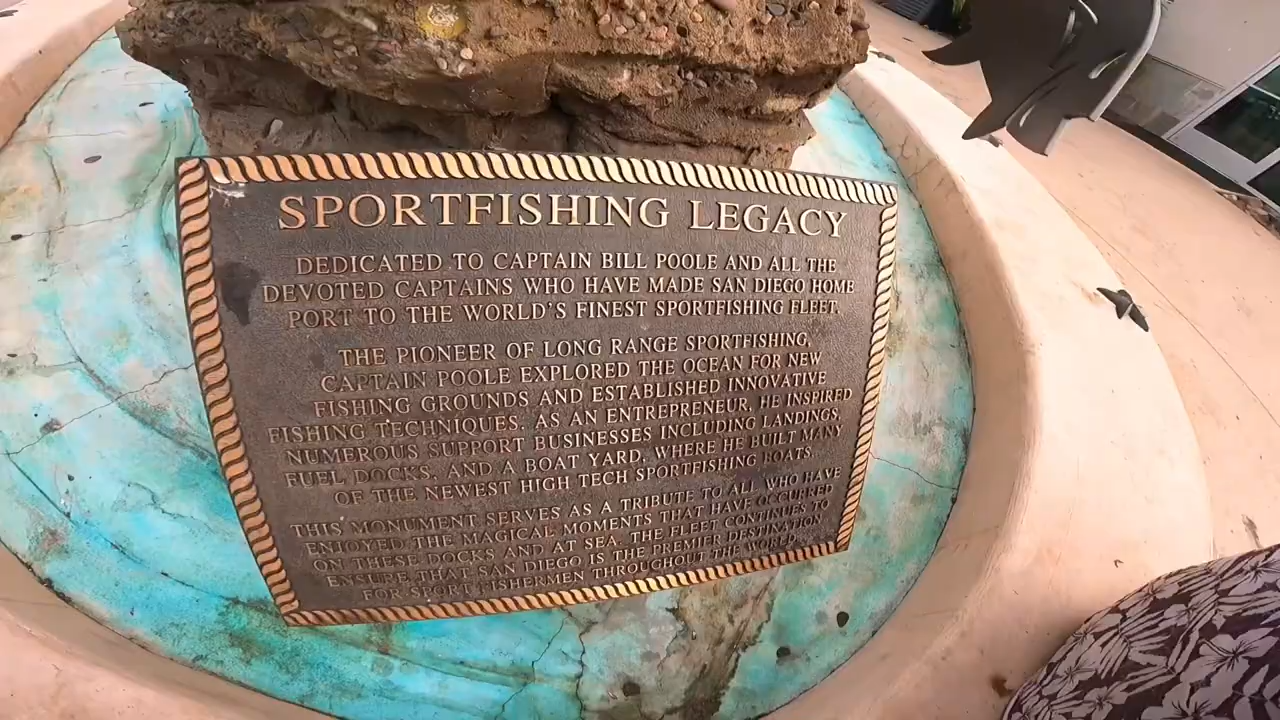 SPORTFISHING LEGACY
DEDICATED TO CAPTAIN BILL POOLE AND ALL THE
DEVOTED CAPTAINS WHO HAVE MADE SAN DIEGO HOME
PORT TO THE WORLD'S FINEST SPORTFISHING FLEET.
THE PIONEER OF LONG RANGE SPORTFISHING,
CAPTAIN POOLE EXPLORED THE OCEAN FOR NEW
FISHING GROUNDS AND ESTABLISHED INNOVATIVE
FISHING TECHNIQUES. AS AN ENTREPRENEUR, HE INSPIRED
NUMEROUS SUPPORT BUSINESSES INCLUDING LANDINGS,
FUEL DOCKS, AND A BOAT YARD, WHERE HE BUILT MANY
OF THE NEWEST HIGH TECH SPORTFISHING BOATS.
THIS MONUMENT SERVES AS A TRIBUTE TO ALL WHO HAVE
ENJOYED THE MAGICAL MOMENTS THAT HAVE OCCURRED
ON THESE DOCKS AND AT SEA. THE FLEET CONTINUES TO
ENSURE THAT SAN DIEGO IS THE PREMIER DESTINATION
FOR SPORTFISHERMEN THROUGHOUT THE WORLD.